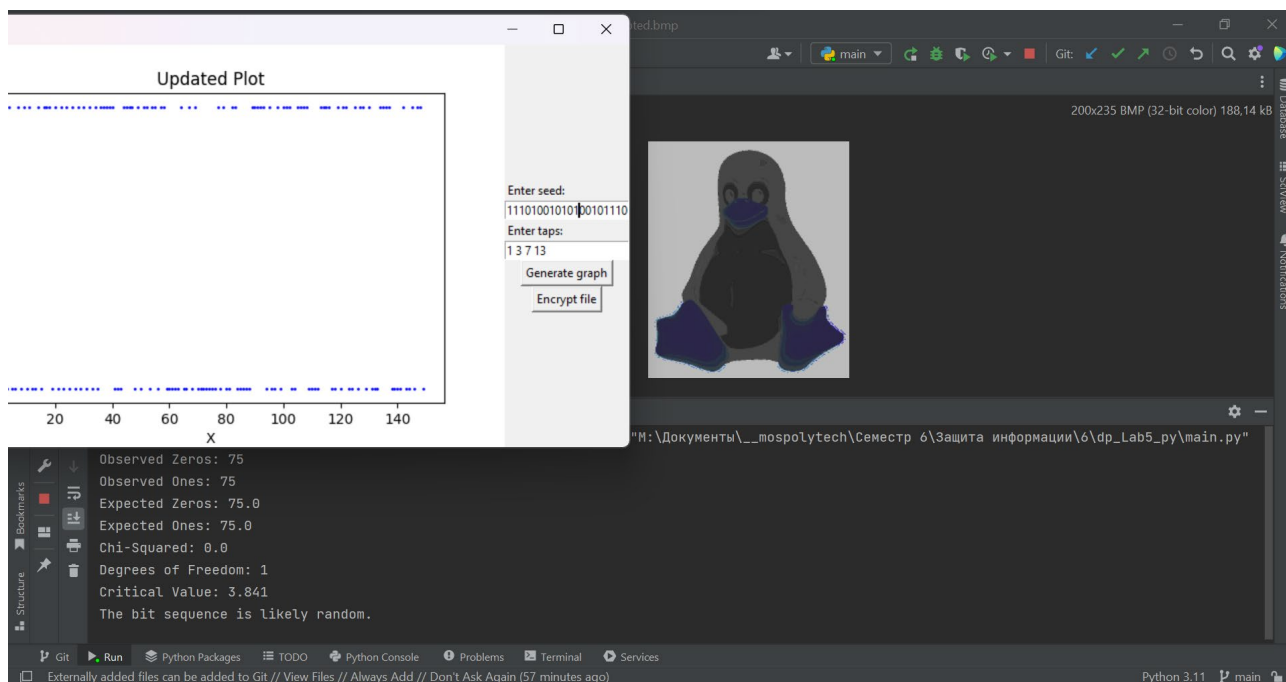 ted.bmp
main
Git:
Updated Plot
200x235 BMP (32-bit color) 188,14 kB
Database
SciView
Notifications
Enter seed:
11101001010100101110
Enter taps:
1 3 7 13
Generate graph
Encrypt file
20 40 60 80 100 120 140
X
"M:\Документы\__mospolytech\Семестр 6\Защита информации\6\dp_Lab5_py\main.py"
Observed Zeros: 75
Observed Ones: 75
Expected Zeros: 75.0
Expected Ones: 75.0
Chi-Squared: 0.0
Degrees of Freedom: 1
Critical Value: 3.841
The bit sequence is likely random.
Bookmarks
Structure
Git Run Python Packages TODO Python Console Problems Terminal Services
Externally added files can be added to Git // View Files // Always Add // Don't Ask Again (57 minutes ago)
Python 3.11 main